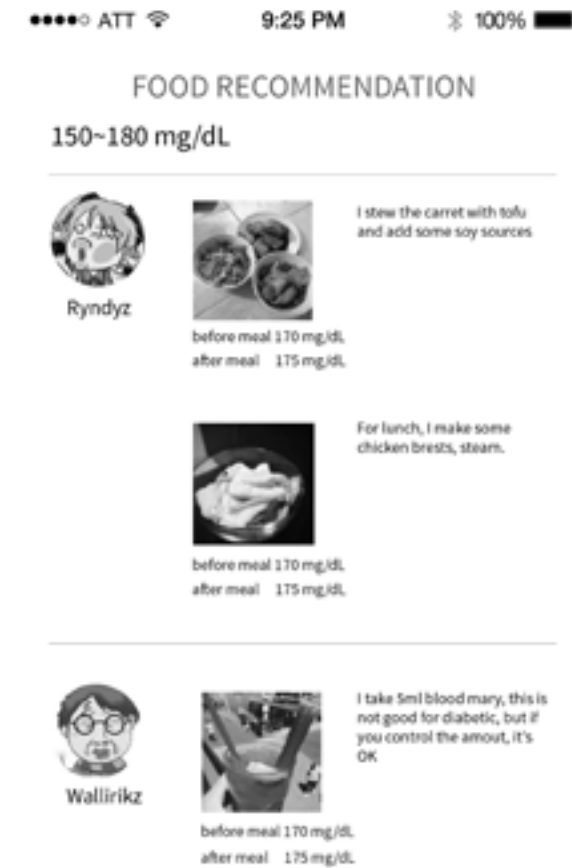 ATT 9:25 PM 100%
FOOD RECOMMENDATION
150~180 mg/dL
Ryndyz
I stew the carret with tofu
and add some soy sources
before meal 170 mg/dL
after meal 175 mg/dL
For lunch, I make some
chicken brests, steam.
before meal 170 mg/dL
after meal 175 mg/dL
Wallirikz
I take 5ml blood mary, this is
not good for diabetic, but if
you control the amout, it's
OK
before meal 170 mg/dL
after meal 175 mg/dL